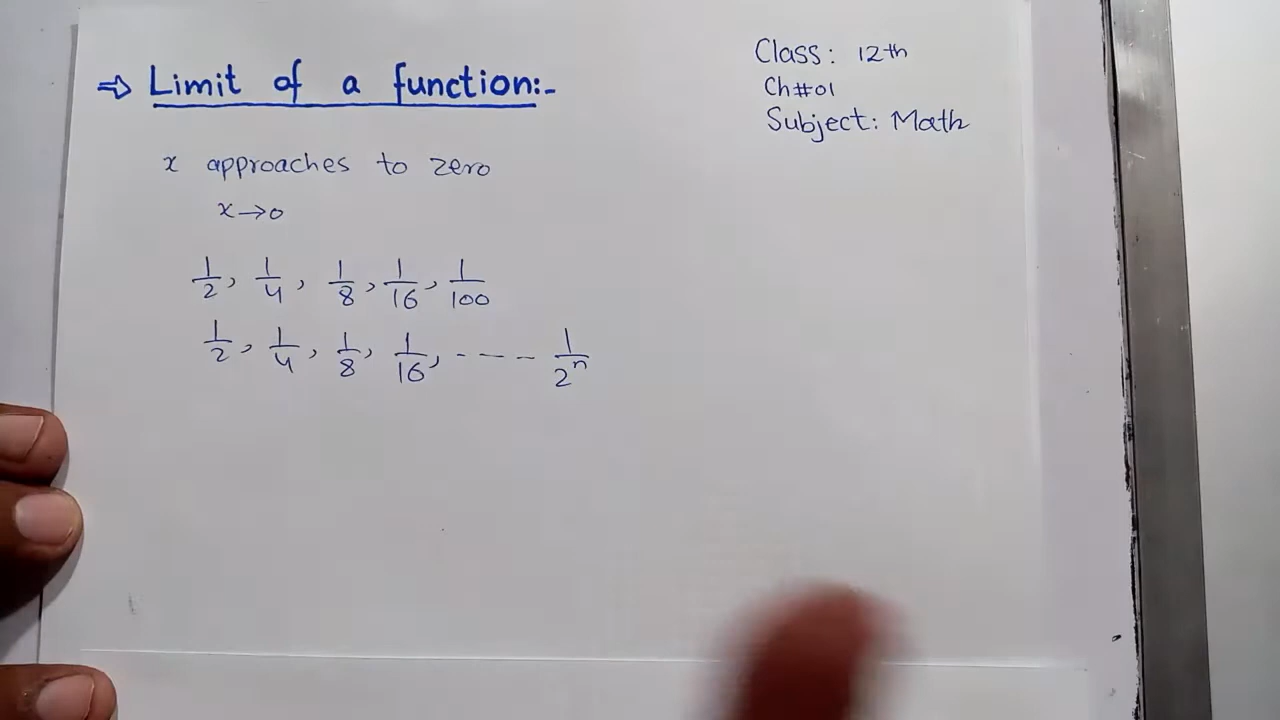 ⇒ Limit of a function:-
Class: 12th
Ch#01
Subject: Math
x approaches to zero
x→0
1/2, 1/4, 1/8, 1/16, 1/100
1/2, 1/4, 1/8, 1/16, ---- 1/2^n